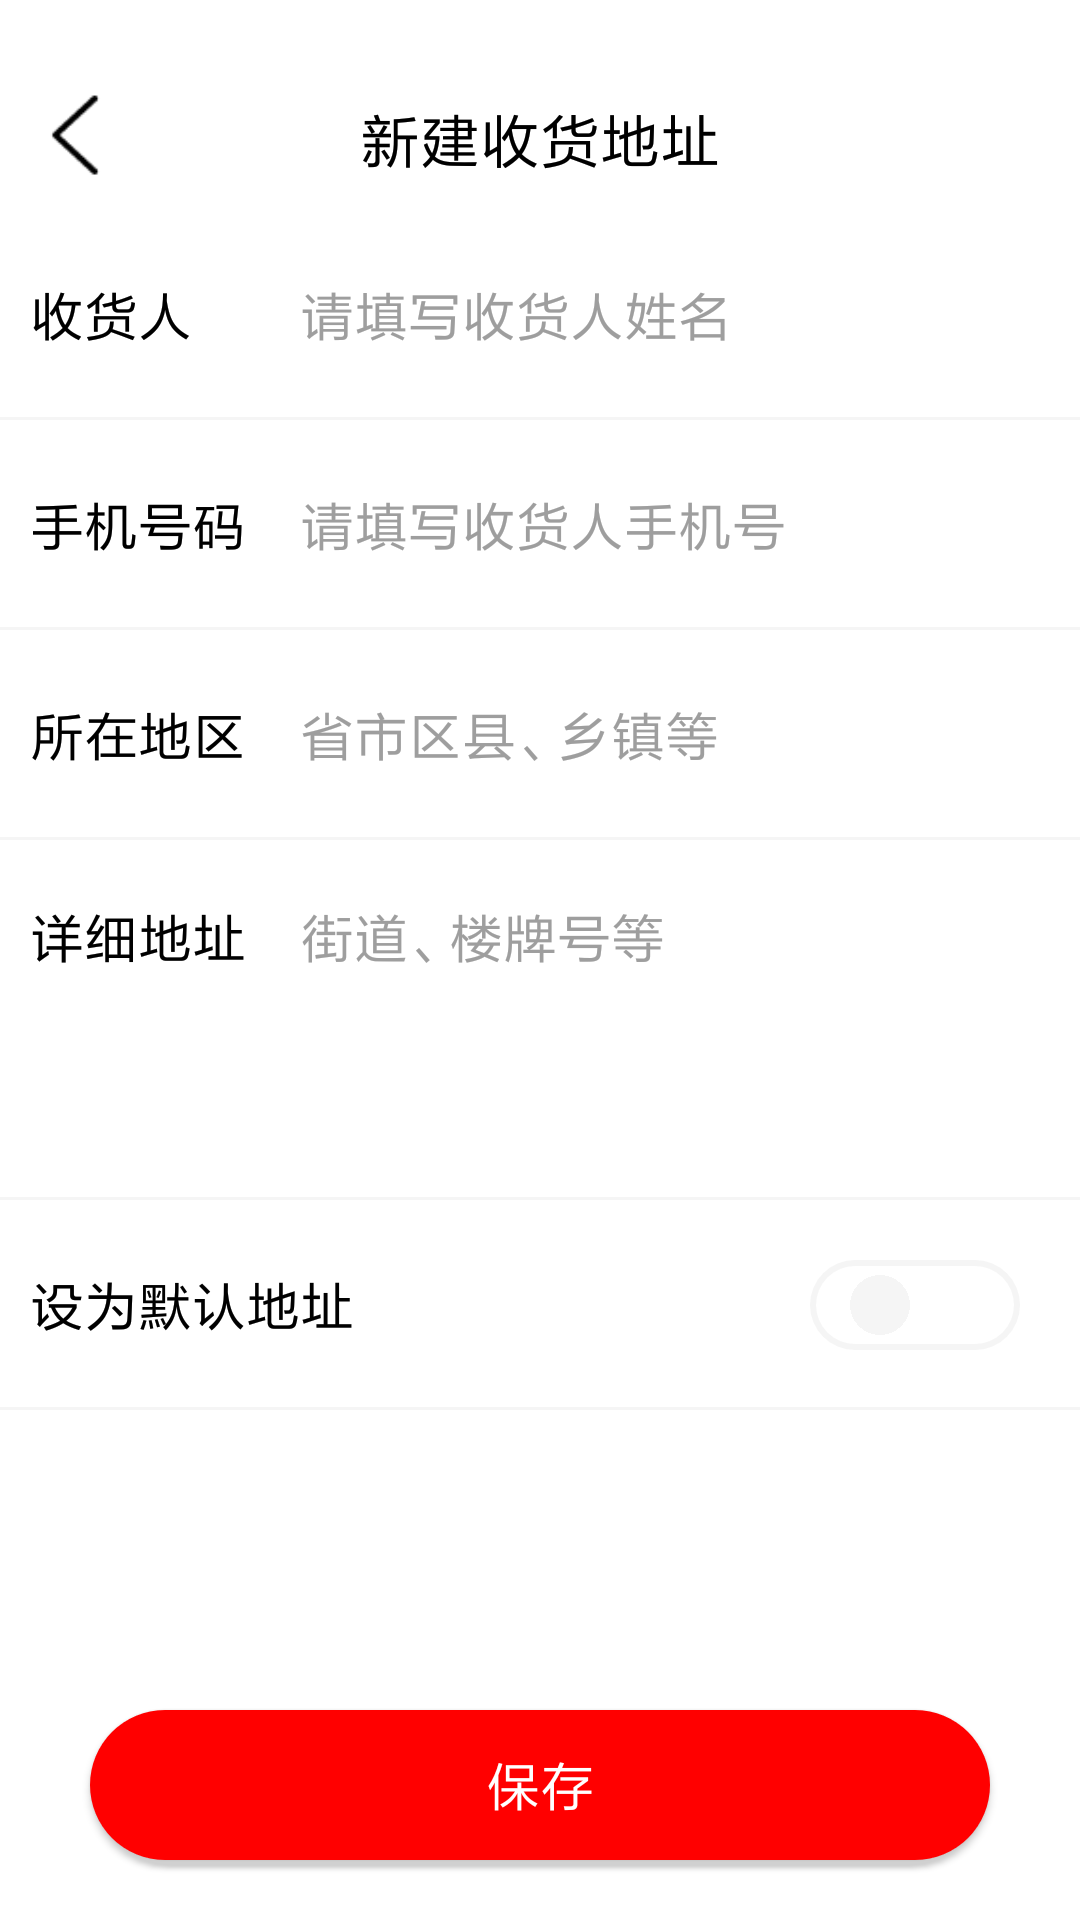 新建收货地址
收货人 请填写收货人姓名
手机号码 请填写收货人手机号
所在地区 省市区县、乡镇等
详细地址 街道、楼牌号等
设为默认地址
保存